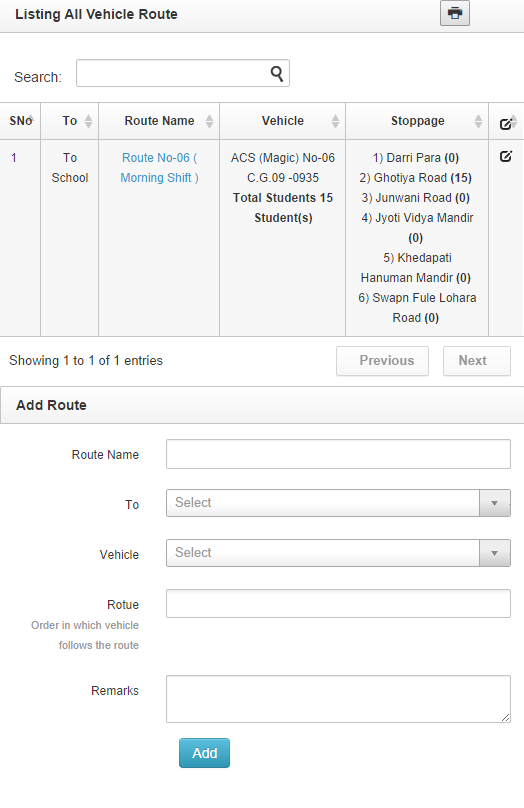 Listing All Vehicle Route
Search:
SNo To Route Name Vehicle Stoppage
1 To School Route No-06 ( Morning Shift ) ACS (Magic) No-06 C.G.09 -0935 Total Students 15 Student(s)
1) Darri Para (0)
2) Ghotiya Road (15)
3) Junwani Road (0)
4) Jyoti Vidya Mandir
(0)
5) Khedapati
Hanuman Mandir (0)
6) Swapn Fule Lohara
Road (0)
Showing 1 to 1 of 1 entries Previous Next
Add Route
Route Name
To Select
Vehicle Select
Rotue
Order in which vehicle
follows the route
Remarks
Add